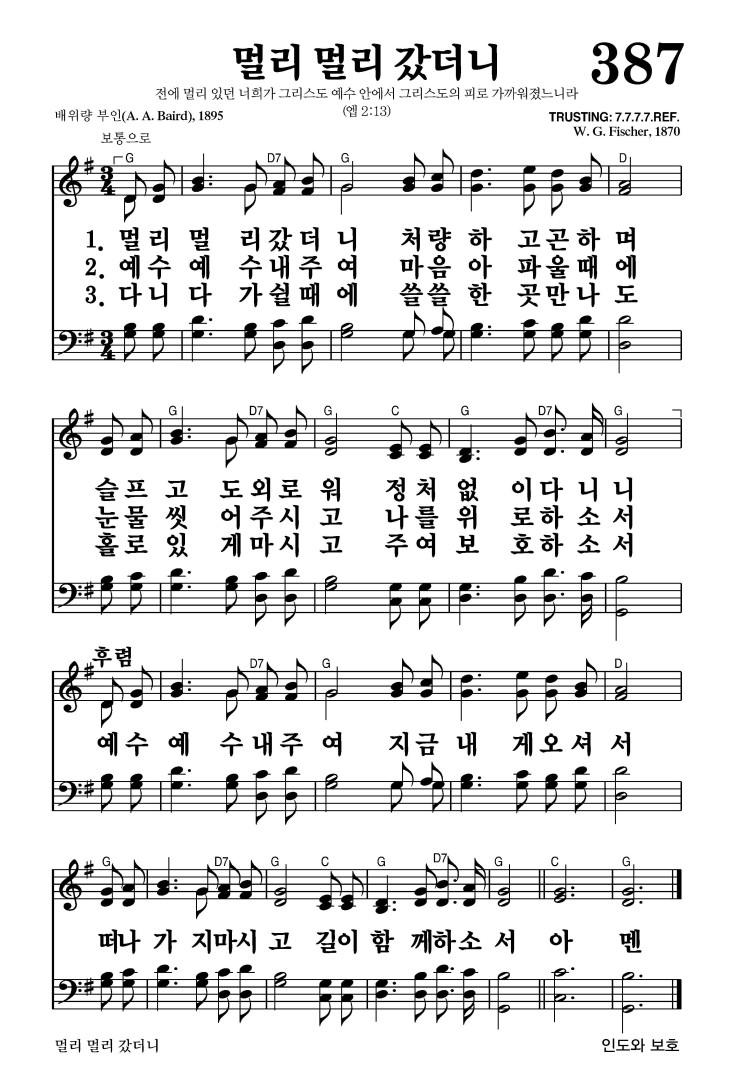 멀리 멀리 갔더니 387
전에 멀리 있던 너희가 그리스도 예수 안에서 그리스도의 피로 가까워졌느니라
(엡 2:13)
배위량 부인(A. A. Baird), 1895
TRUSTING: 7.7.7.7.REF.
W. G. Fischer, 1870
보통으로
G D7 G D
3/4
1. 멀리 멀 리갔더니 처량하 고곤하며
2. 예수 예 수내주여 마음아 파울때에
3. 다니다 가쉴때에 쓸쓸한 곳만나도
3/4
G D7 G C G D7 G
슬프고 도외로워 정처없 이다니니
눈물씻 어주시고 나를위 로하소서
홀로있 게마시고 주여보 호하소서
후렴
G D7 G D
예수예 수내주여 지금내 게오셔서
G D7 G C G D7 G C G
떠나가 지마시고 길이함 께하소서 아멘
멀리 멀리 갔더니 인도와 보호